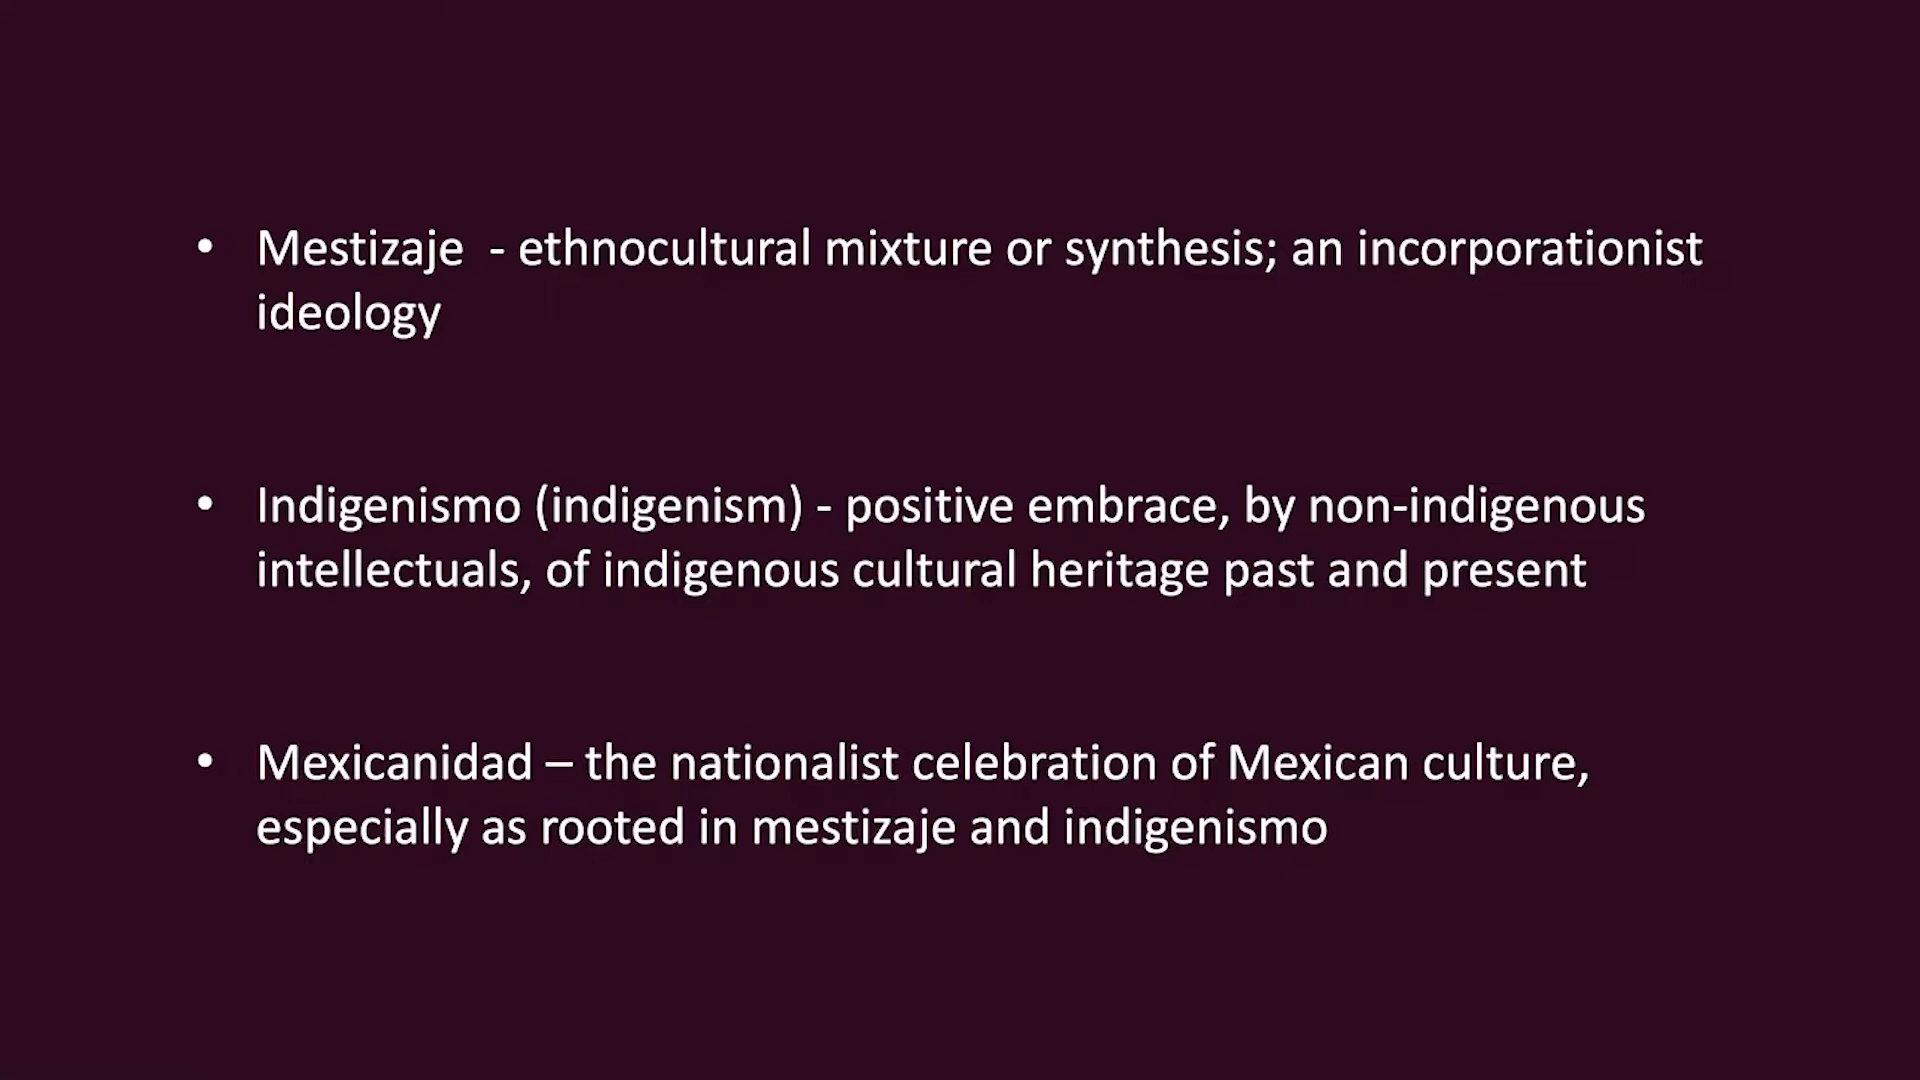 • Mestizaje  - ethnocultural mixture or synthesis; an incorporationist
ideology
• Indigenismo (indigenism) - positive embrace, by non-indigenous
intellectuals, of indigenous cultural heritage past and present
• Mexicanidad – the nationalist celebration of Mexican culture,
especially as rooted in mestizaje and indigenismo